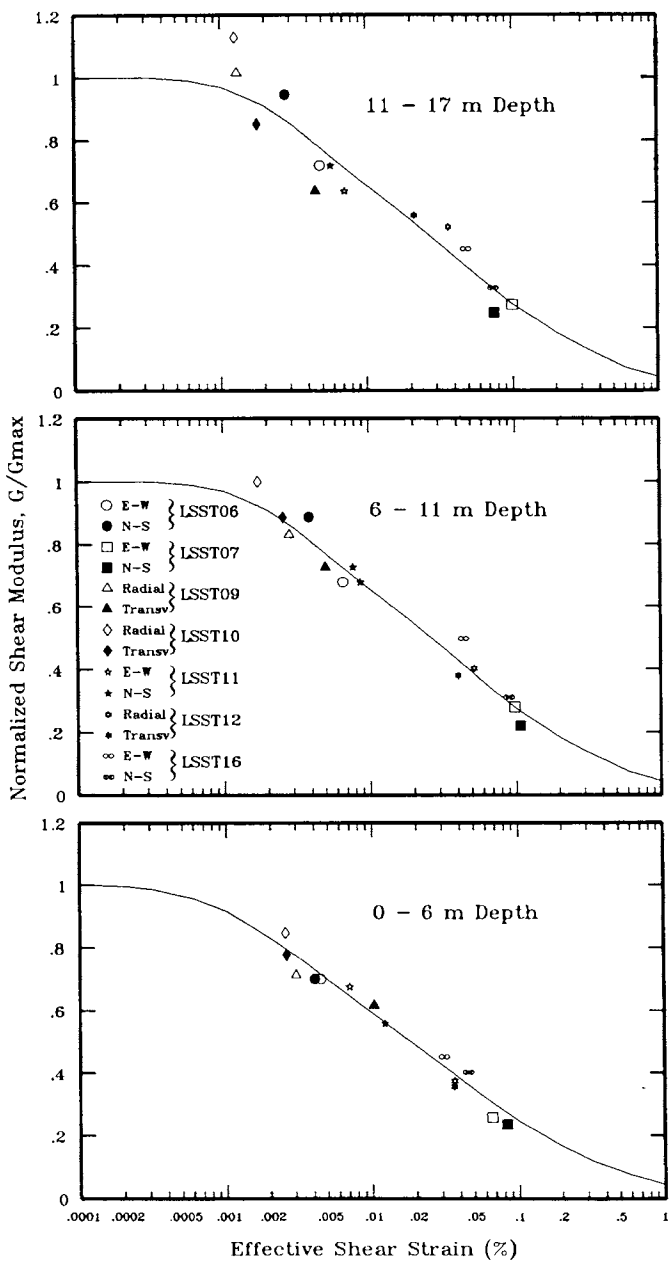 1.2
1
.8
.6
.4
.2
0
11 – 17 m Depth
Normalized Shear Modulus, G/Gmax
1.2
1
.8
.6
.4
.2
0
6 – 11 m Depth
E-W
N-S
LSST06
E-W
N-S
LSST07
Radial
Transv
LSST09
Radial
Transv
LSST10
E-W
N-S
LSST11
Radial
Transv
LSST12
E-W
N-S
LSST16
1.2
1
.8
.6
.4
.2
0
0 – 6 m Depth
.0001 .0002 .0005 .001 .002 .005 .01 .02 .05 .1 .2 .5 1
Effective Shear Strain (%)